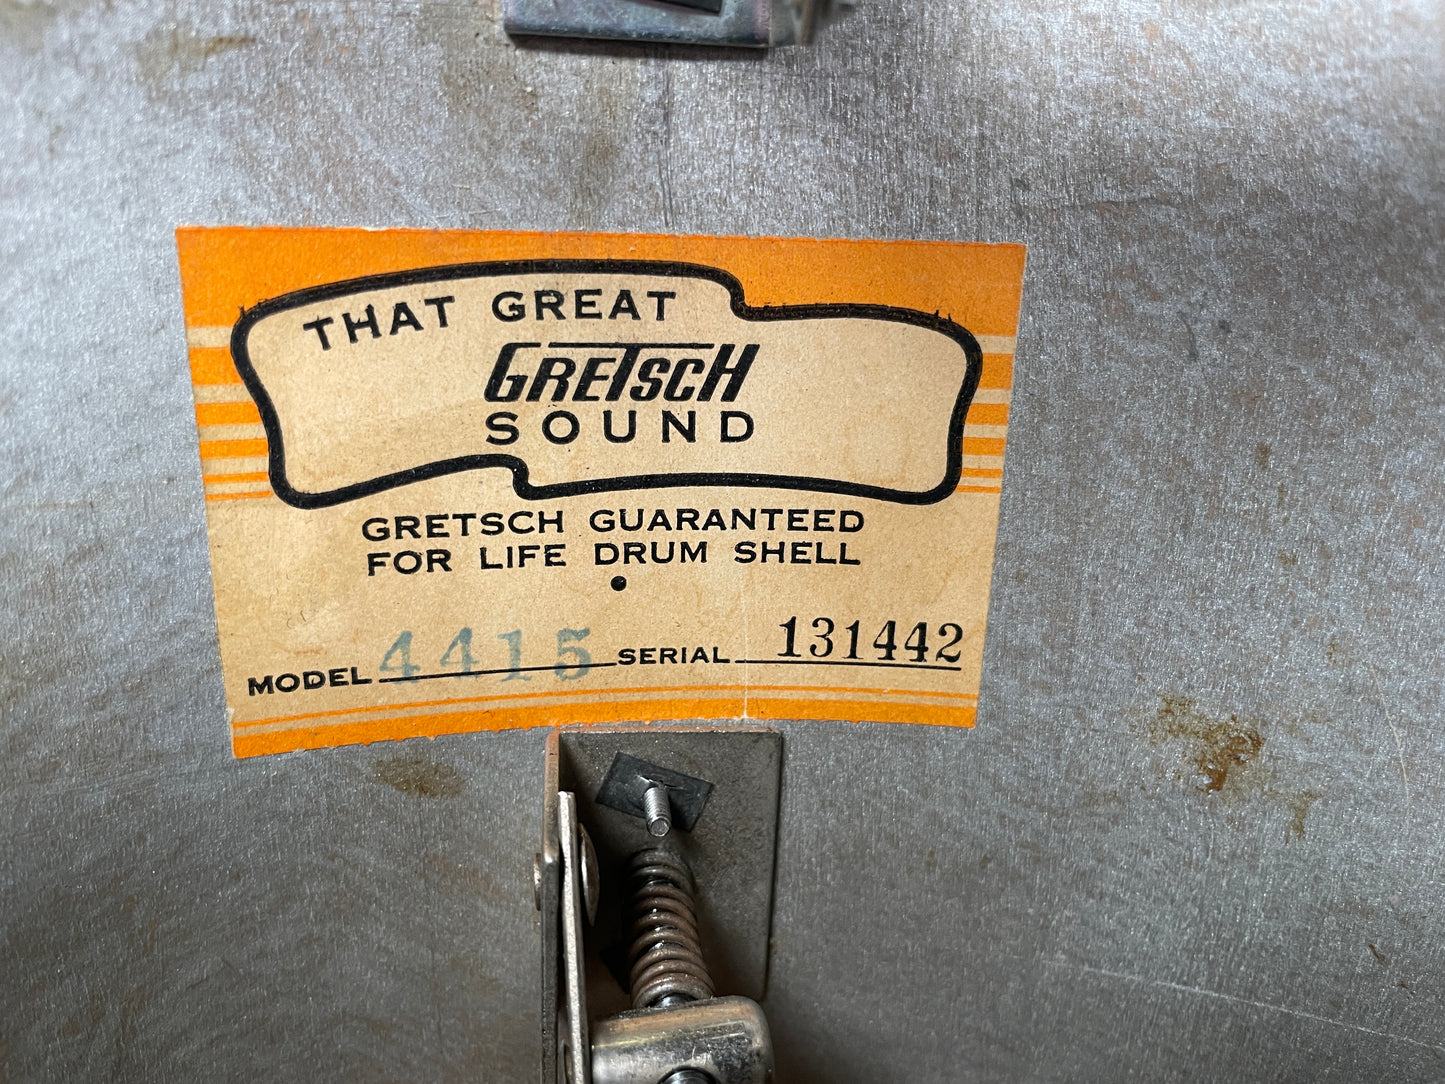 THAT GREAT
GRETSCH
SOUND
GRETSCH GUARANTEED
FOR LIFE DRUM SHELL
MODEL 4415 SERIAL 131442